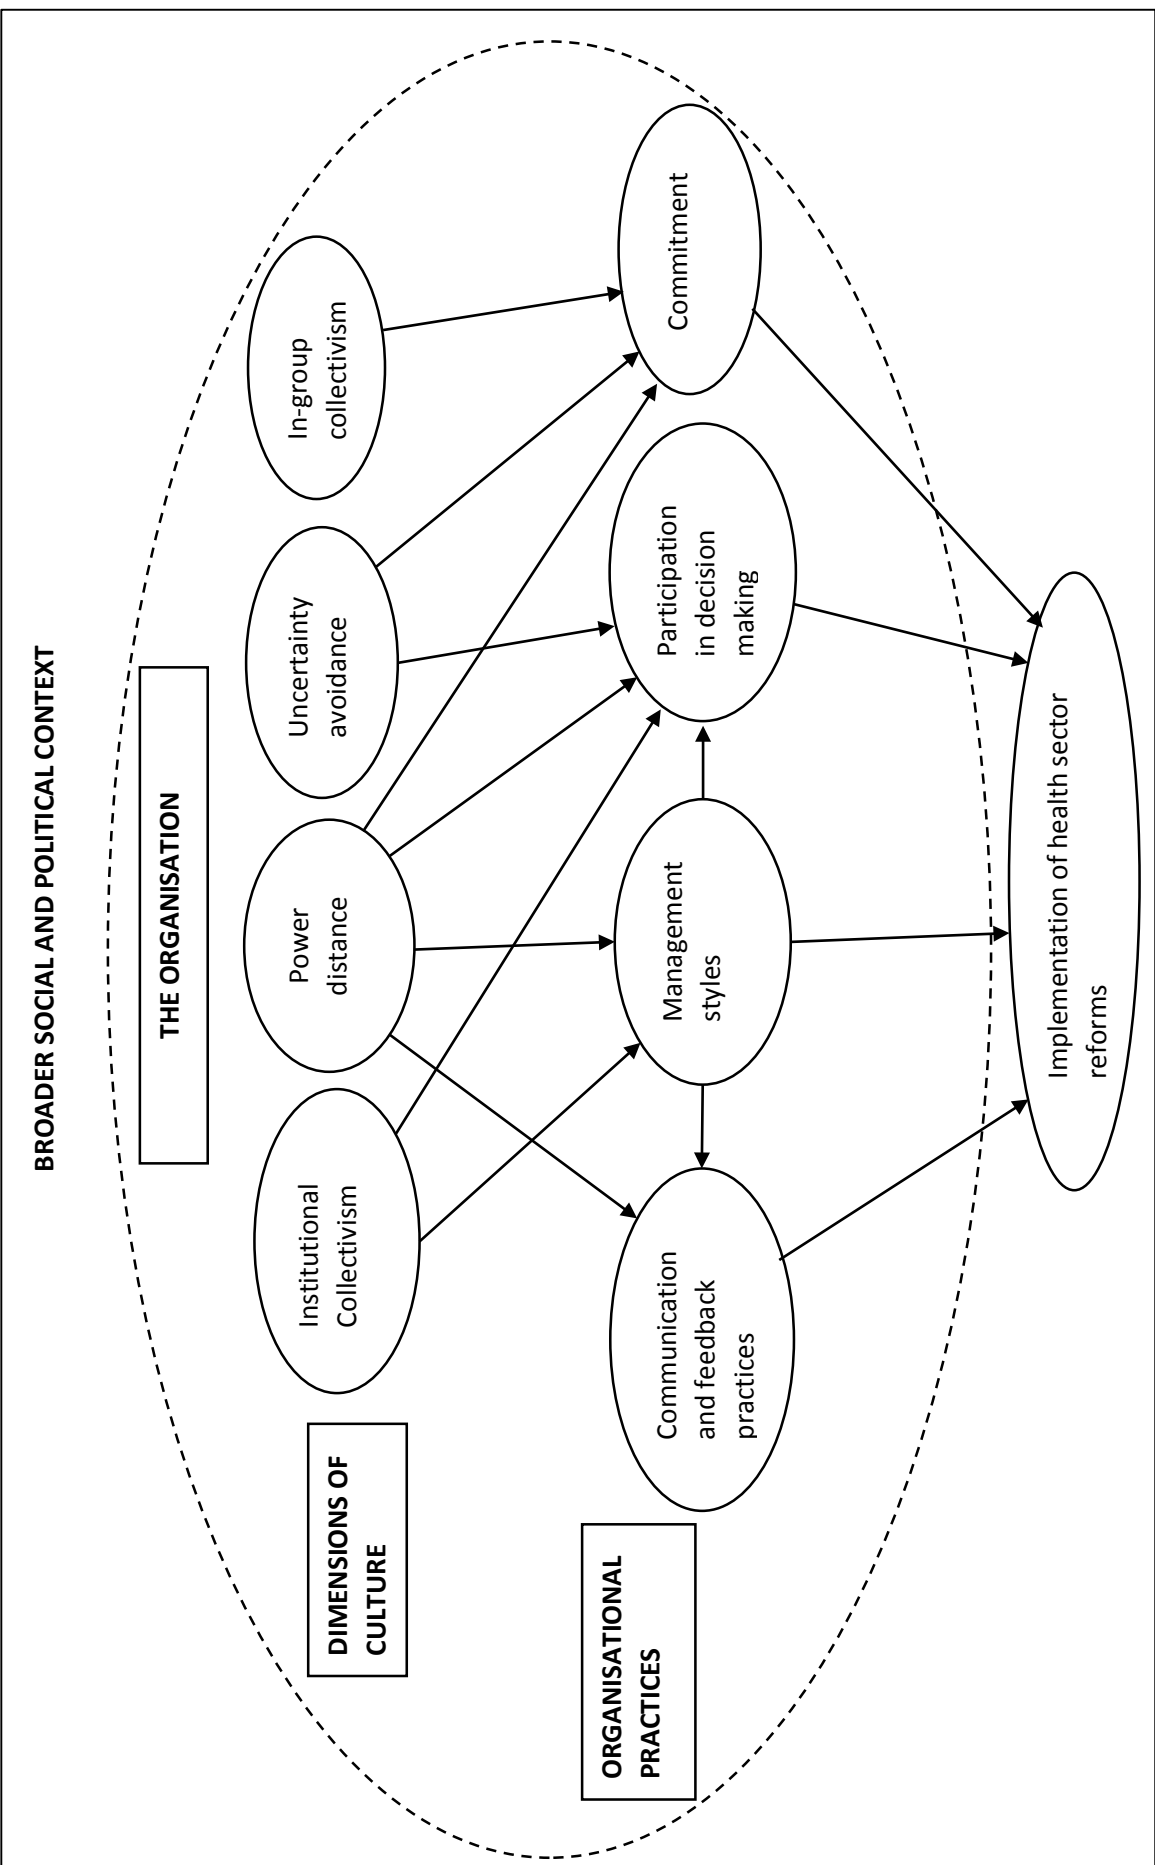 BROADER SOCIAL AND POLITICAL CONTEXT
THE ORGANISATION
DIMENSIONS OF
CULTURE
Institutional
Collectivism
Power
distance
Uncertainty
avoidance
In-group
collectivism
ORGANISATIONAL
PRACTICES
Communication
and feedback
practices
Management
styles
Participation
in decision
making
Commitment
Implementation of health sector
reforms